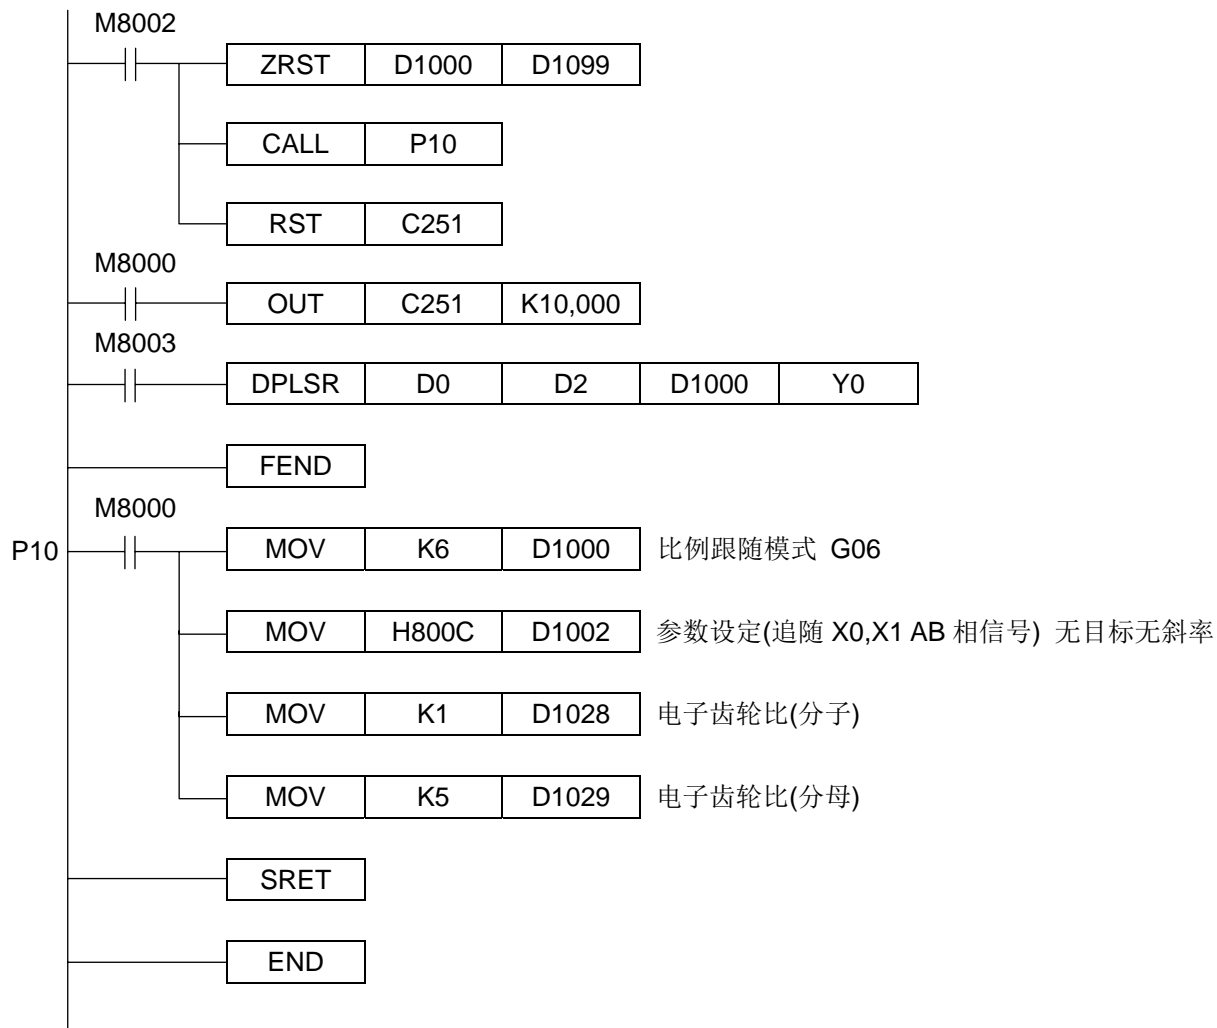 M8002
ZRST D1000 D1099
CALL P10
RST C251
M8000
OUT C251 K10,000
M8003
DPLSR D0 D2 D1000 Y0
FEND
M8000
P10 MOV K6 D1000 比例跟随模式 G06
MOV H800C D1002 参数设定(追随 X0,X1 AB 相信号) 无目标无斜率
MOV K1 D1028 电子齿轮比(分子)
MOV K5 D1029 电子齿轮比(分母)
SRET
END